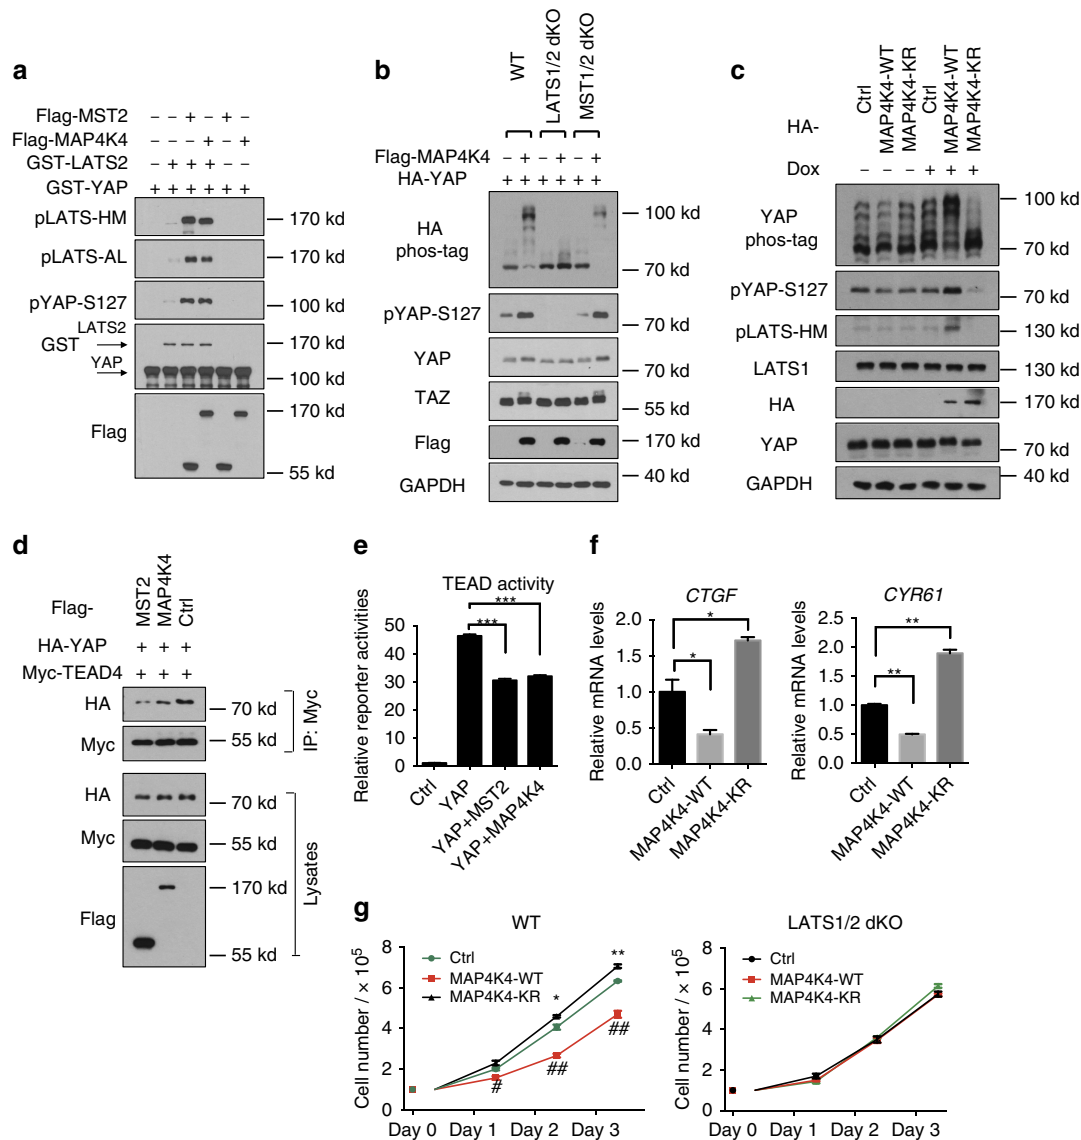 a
Flag-MST2 – – + – + –
Flag-MAP4K4 – – – + – +
GST-LATS2 – + + + – –
GST-YAP + + + + + +
pLATS-HM
170 kd
pLATS-AL
170 kd
pYAP-S127
100 kd
LATS2
GST
YAP
170 kd
100 kd
Flag
170 kd
55 kd
b
WT
LATS1/2 dKO
MST1/2 dKO
Flag-MAP4K4 – + – + – +
HA-YAP + + + + + +
HA
phos-tag
100 kd
70 kd
pYAP-S127
70 kd
YAP
70 kd
TAZ
55 kd
Flag
170 kd
GAPDH
40 kd
c
HA-
Ctrl
MAP4K4-WT
MAP4K4-KR
Ctrl
MAP4K4-WT
MAP4K4-KR
Dox – – – + + +
YAP
phos-tag
100 kd
70 kd
pYAP-S127
70 kd
pLATS-HM
130 kd
LATS1
130 kd
HA
170 kd
YAP
70 kd
GAPDH
40 kd
d
Flag-
MST2
MAP4K4
Ctrl
HA-YAP + + +
Myc-TEAD4 + + +
HA
70 kd
Myc
55 kd
IP: Myc
HA
70 kd
Myc
55 kd
Flag
170 kd
55 kd
Lysates
e
TEAD activity
Relative reporter activities
50
40
30
20
10
0
***
***
Ctrl
YAP
YAP+MST2
YAP+MAP4K4
f
CTGF
Relative mRNA levels
2.0
1.5
1.0
0.5
0.0
*
*
Ctrl
MAP4K4-WT
MAP4K4-KR
CYR61
Relative mRNA levels
2.5
2.0
1.5
1.0
0.5
0.0
**
**
Ctrl
MAP4K4-WT
MAP4K4-KR
g
WT
Cell number / × 10⁵
8
6
4
2
0
Ctrl
MAP4K4-WT
MAP4K4-KR
*
**
#
##
##
Day 0 Day 1 Day 2 Day 3
LATS1/2 dKO
Cell number / × 10⁵
8
6
4
2
0
Ctrl
MAP4K4-WT
MAP4K4-KR
Day 0 Day 1 Day 2 Day 3